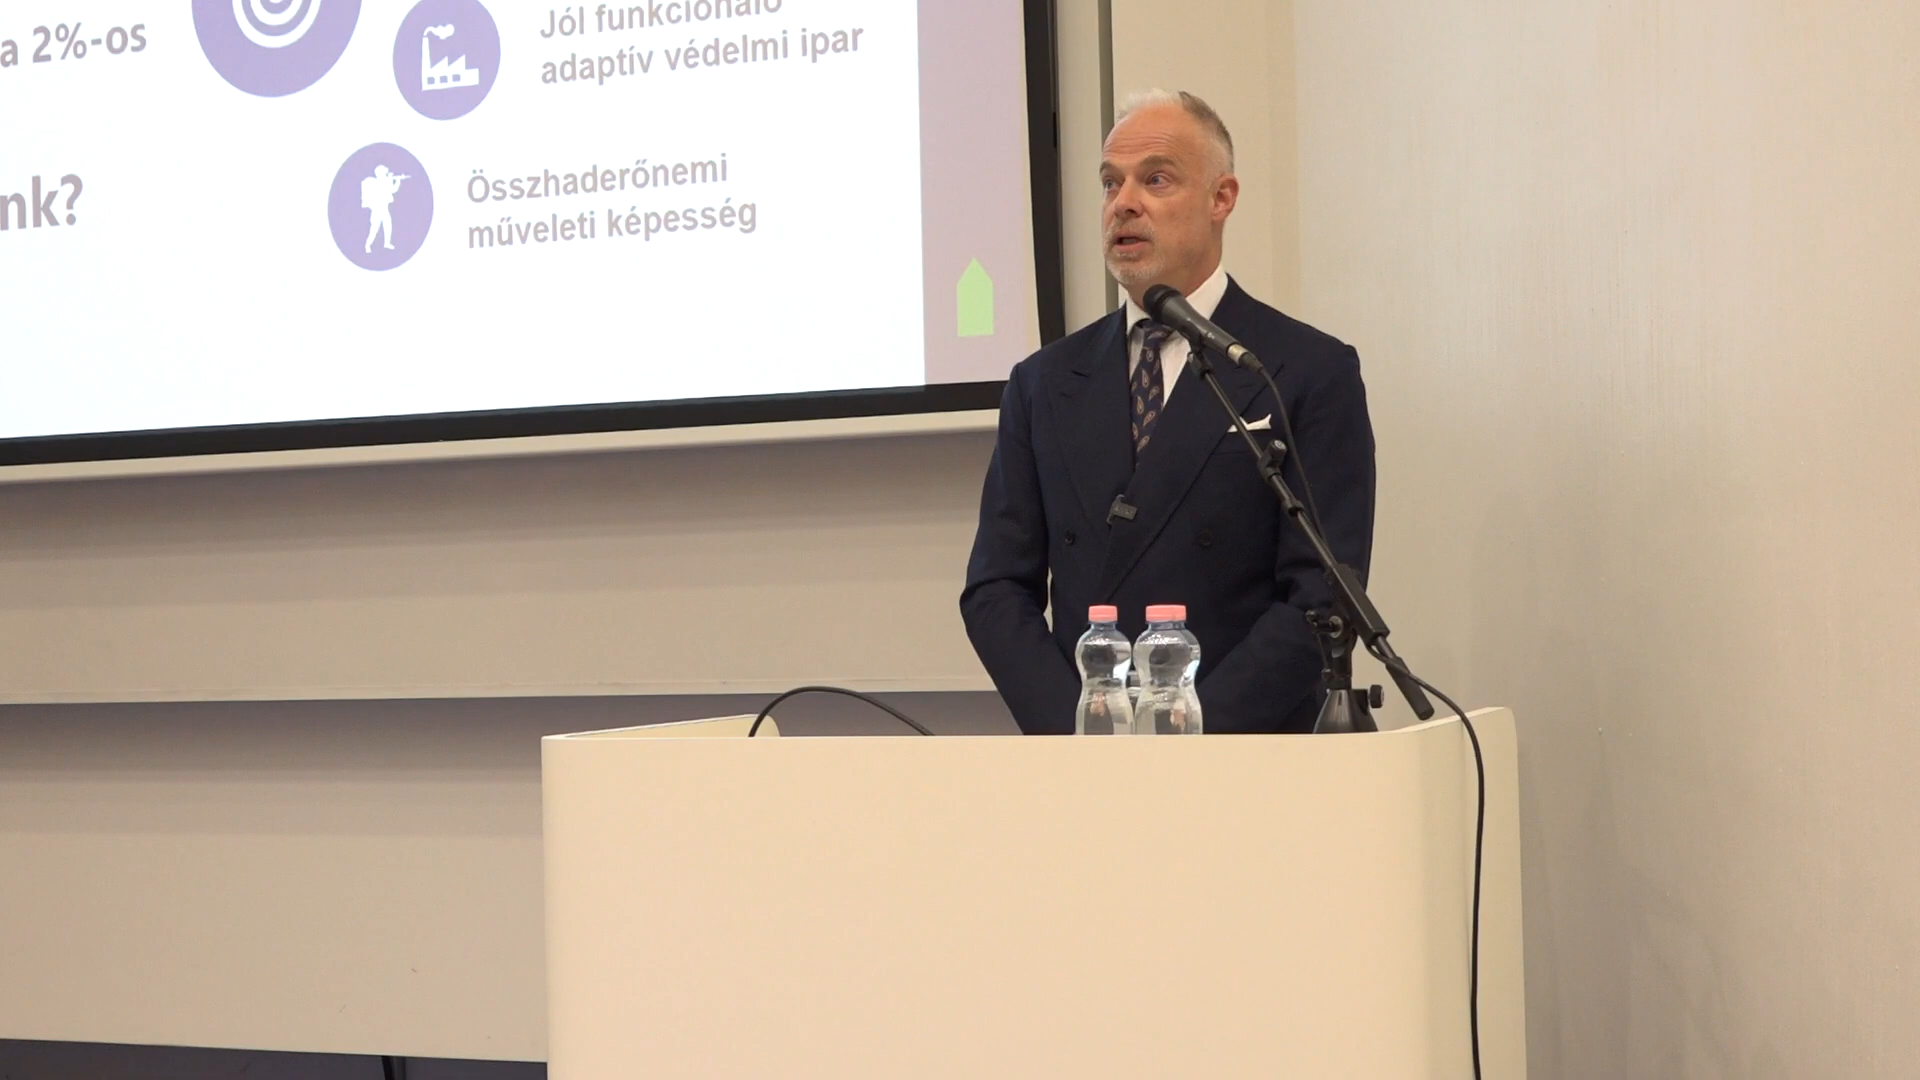 a 2%-os
nk?
Jól funkcionáló
adaptív védelmi ipar
Összhaderőnemi
műveleti képesség